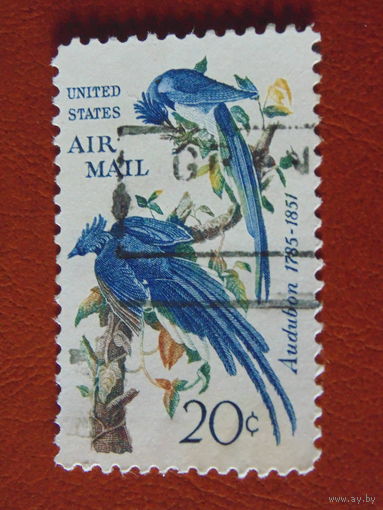 UNITED
STATES
AIR
MAIL
Audubon 1785-1851
20¢
www.ay.by